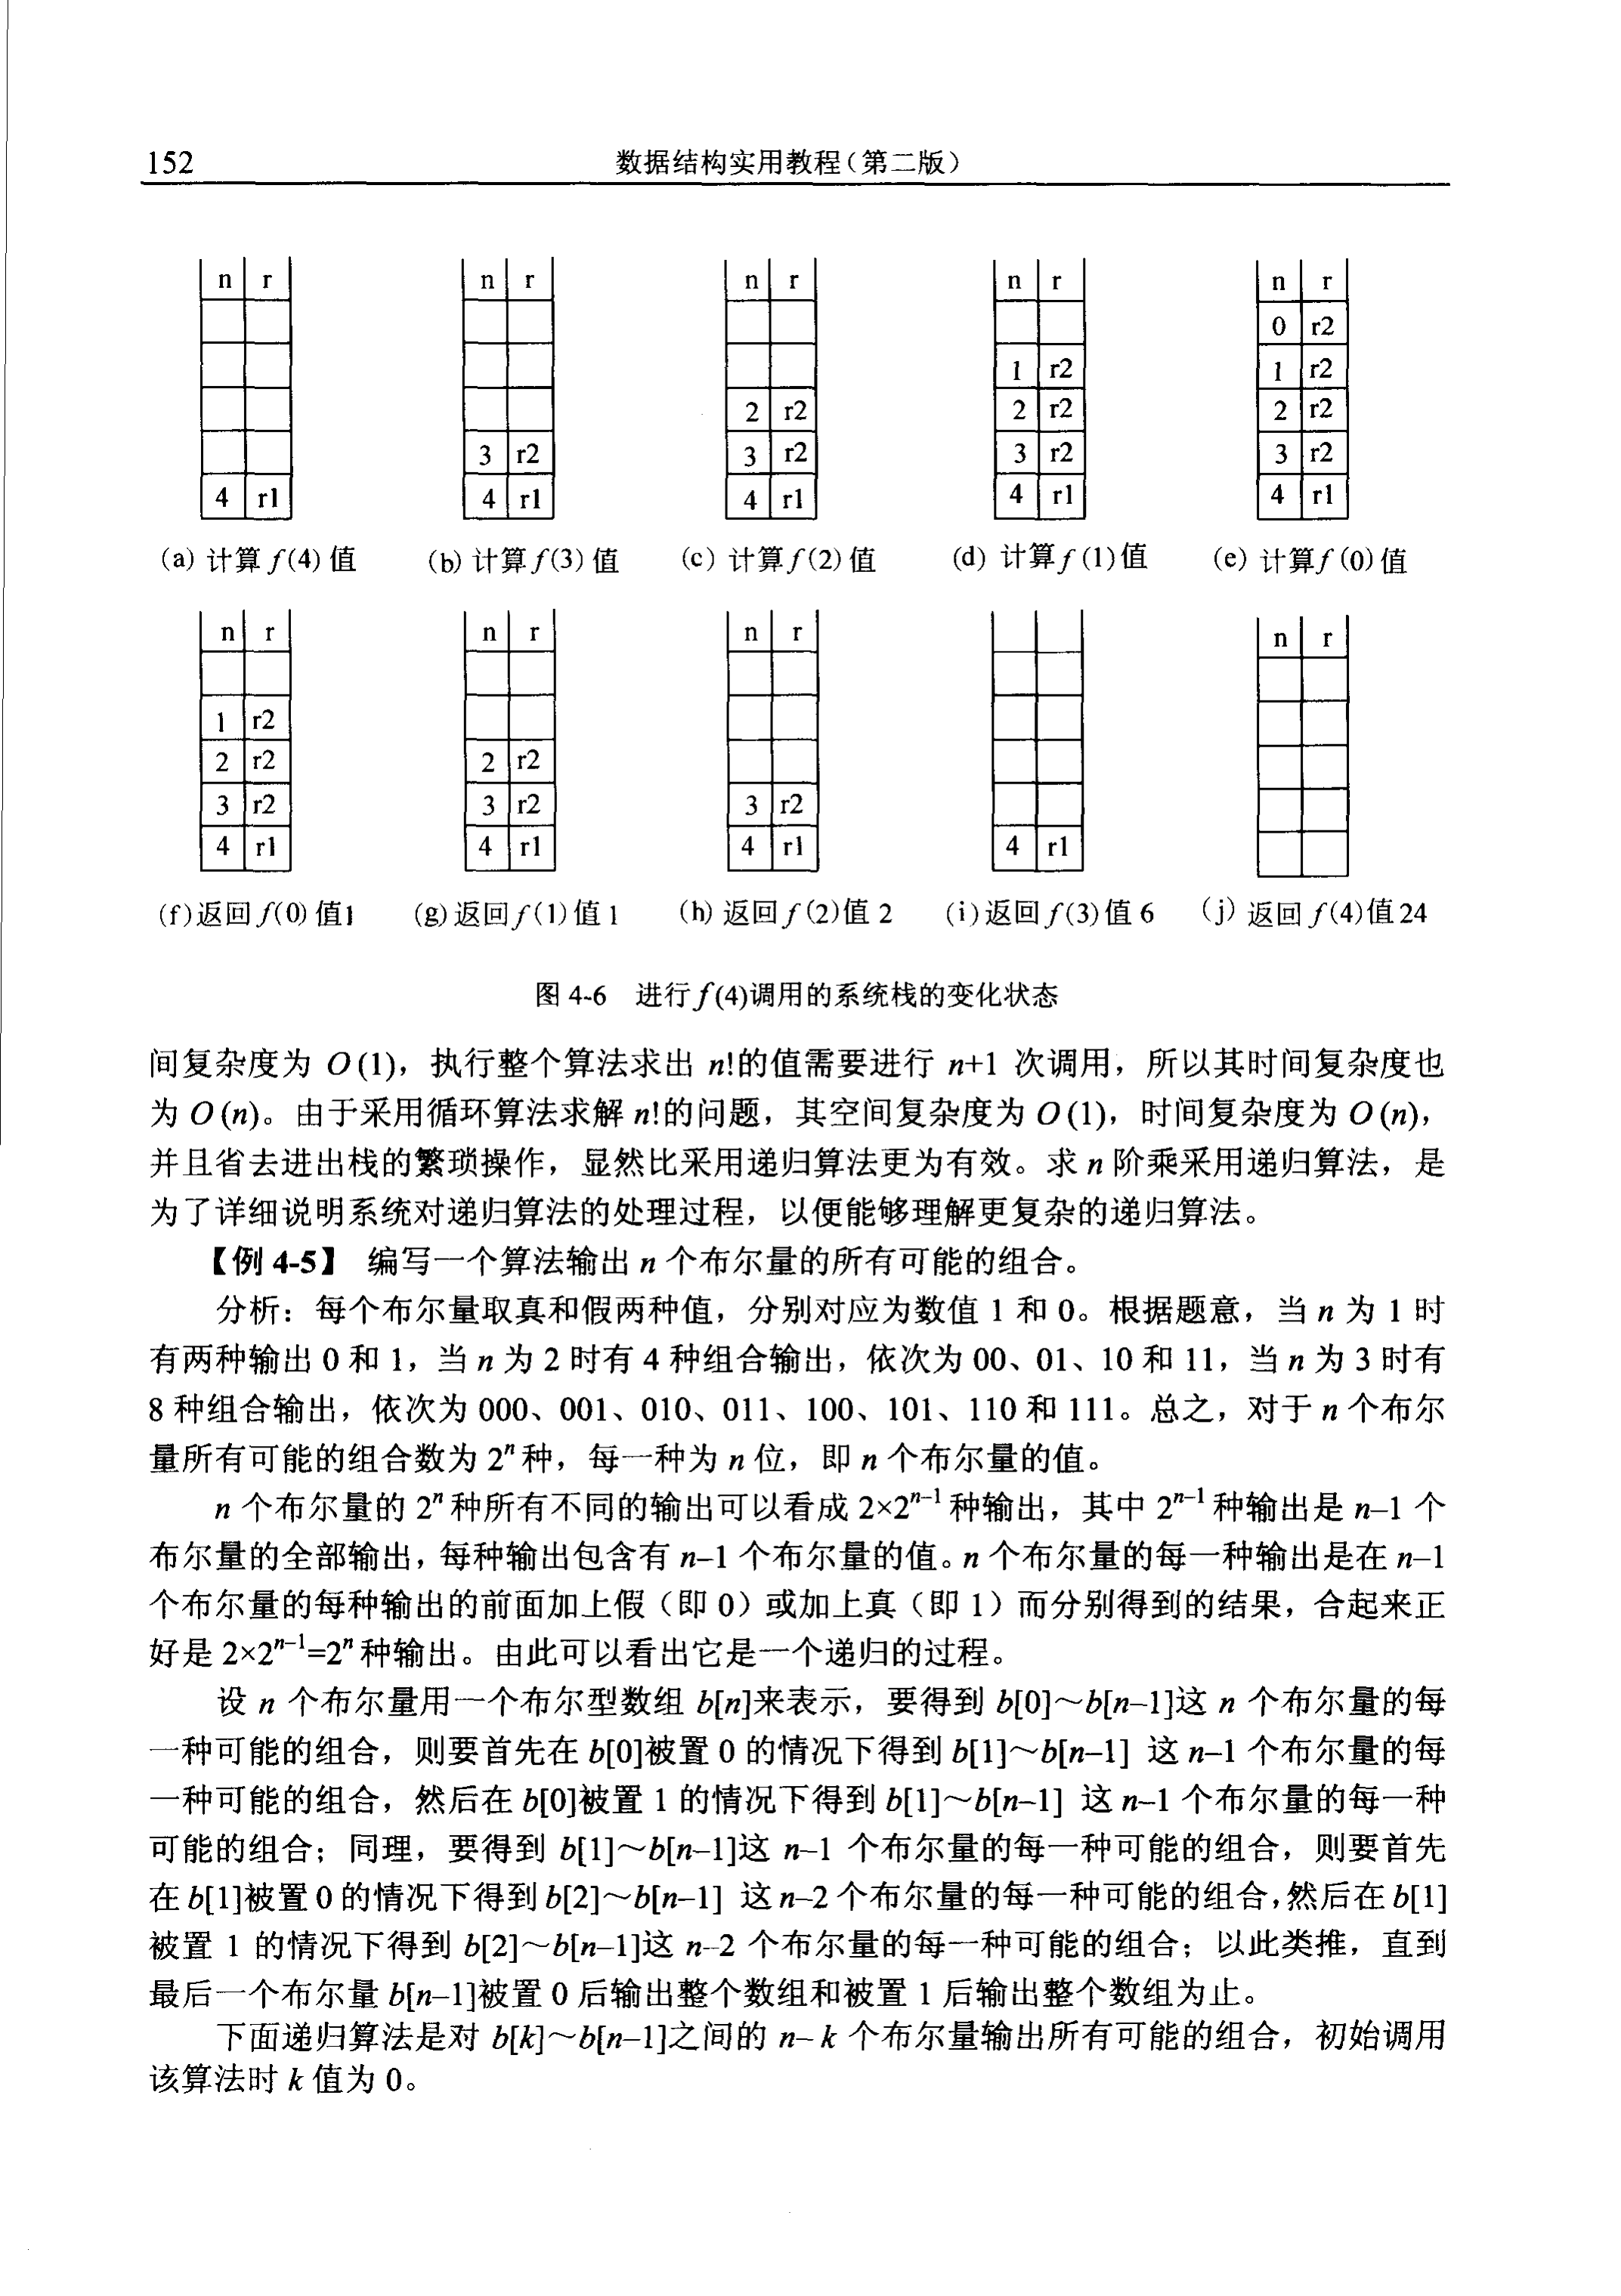 152 数据结构实用教程(第二版)
n r n r n r n r n r
0 r2
1 r2 1 r2
2 r2 2 r2 2 r2
3 r2 3 r2 3 r2 3 r2
4 r1 4 r1 4 r1 4 r1 4 r1
(a) 计算 f(4) 值 (b) 计算 f(3) 值 (c) 计算 f(2) 值 (d) 计算 f(1) 值 (e) 计算 f(0) 值
n r n r n r n r
1 r2
2 r2 2 r2
3 r2 3 r2 3 r2
4 r1 4 r1 4 r1 4 r1
(f)返回 f(0) 值1 (g)返回 f(1) 值 1 (h) 返回 f(2)值 2 (i)返回 f(3)值 6 (j) 返回 f(4)值 24
图 4-6 进行 f(4)调用的系统栈的变化状态
间复杂度为 O(1)，执行整个算法求出 n!的值需要进行 n+1 次调用，所以其时间复杂度也
为 O(n)。由于采用循环算法求解 n!的问题，其空间复杂度为 O(1)，时间复杂度为 O(n)，
并且省去进出栈的繁琐操作，显然比采用递归算法更为有效。求 n 阶乘采用递归算法，是
为了详细说明系统对递归算法的处理过程，以便能够理解更复杂的递归算法。
【例 4-5】 编写一个算法输出 n 个布尔量的所有可能的组合。
分析：每个布尔量取真和假两种值，分别对应为数值 1 和 0。根据题意，当 n 为 1 时
有两种输出 0 和 1，当 n 为 2 时有 4 种组合输出，依次为 00、01、10 和 11，当 n 为 3 时有
8 种组合输出，依次为 000、001、010、011、100、101、110 和 111。总之，对于 n 个布尔
量所有可能的组合数为 2ⁿ 种，每一种为 n 位，即 n 个布尔量的值。
n 个布尔量的 2ⁿ 种所有不同的输出可以看成 2×2ⁿ⁻¹ 种输出，其中 2ⁿ⁻¹ 种输出是 n–1 个
布尔量的全部输出，每种输出包含有 n–1 个布尔量的值。n 个布尔量的每一种输出是在 n–1
个布尔量的每种输出的前面加上假（即 0）或加上真（即 1）而分别得到的结果，合起来正
好是 2×2ⁿ⁻¹=2ⁿ 种输出。由此可以看出它是一个递归的过程。
设 n 个布尔量用一个布尔型数组 b[n]来表示，要得到 b[0]～b[n–1]这 n 个布尔量的每
一种可能的组合，则要首先在 b[0]被置 0 的情况下得到 b[1]～b[n–1] 这 n–1 个布尔量的每
一种可能的组合，然后在 b[0]被置 1 的情况下得到 b[1]～b[n–1] 这 n–1 个布尔量的每一种
可能的组合；同理，要得到 b[1]～b[n–1]这 n–1 个布尔量的每一种可能的组合，则要首先
在 b[1]被置 0 的情况下得到 b[2]～b[n–1] 这 n–2 个布尔量的每一种可能的组合，然后在 b[1]
被置 1 的情况下得到 b[2]～b[n–1]这 n–2 个布尔量的每一种可能的组合；以此类推，直到
最后一个布尔量 b[n–1]被置 0 后输出整个数组和被置 1 后输出整个数组为止。
下面递归算法是对 b[k]～b[n–1]之间的 n–k 个布尔量输出所有可能的组合，初始调用
该算法时 k 值为 0。